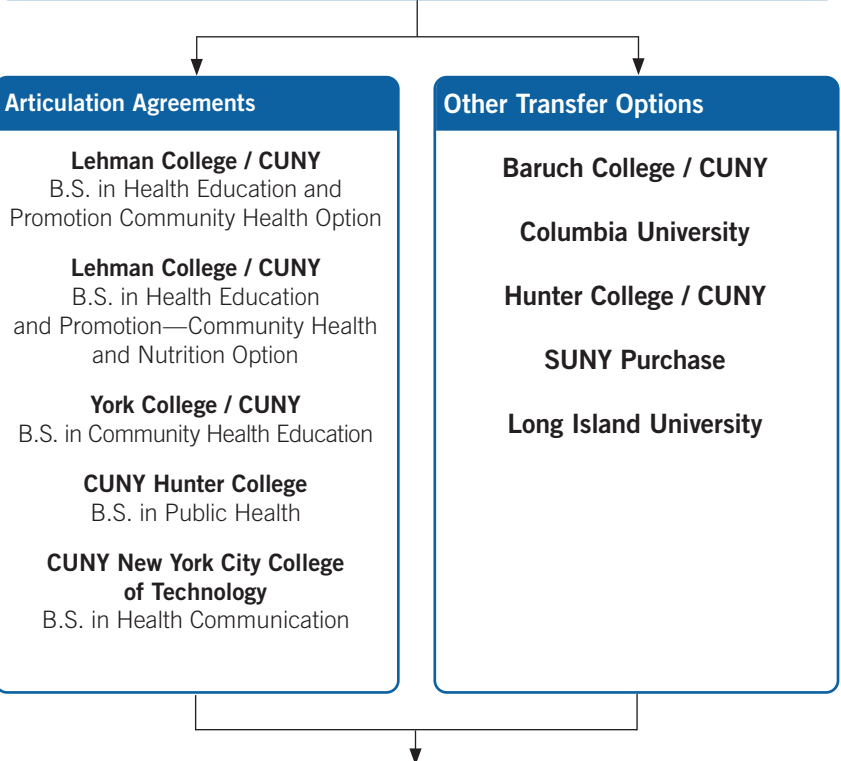 Articulation Agreements
Lehman College / CUNY
B.S. in Health Education and
Promotion Community Health Option
Lehman College / CUNY
B.S. in Health Education
and Promotion—Community Health
and Nutrition Option
York College / CUNY
B.S. in Community Health Education
CUNY Hunter College
B.S. in Public Health
CUNY New York City College
of Technology
B.S. in Health Communication
Other Transfer Options
Baruch College / CUNY
Columbia University
Hunter College / CUNY
SUNY Purchase
Long Island University